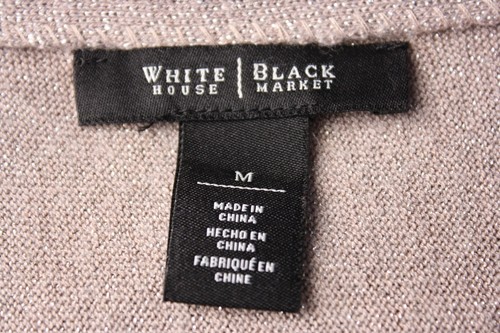 WHITE HOUSE | BLACK MARKET
M
MADE IN
CHINA
HECHO EN
CHINA
FABRIQUÉ EN
CHINE